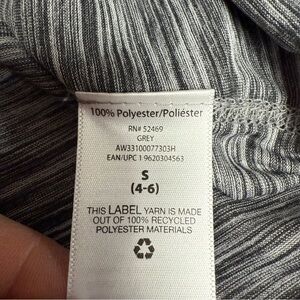 100% Polyester/Poliéster
RN# 52469
GREY
AW33100077303H
EAN/UPC 1 9620304563
S
(4-6)
THIS LABEL YARN IS MADE
OUT OF 100% RECYCLED
POLYESTER MATERIALS